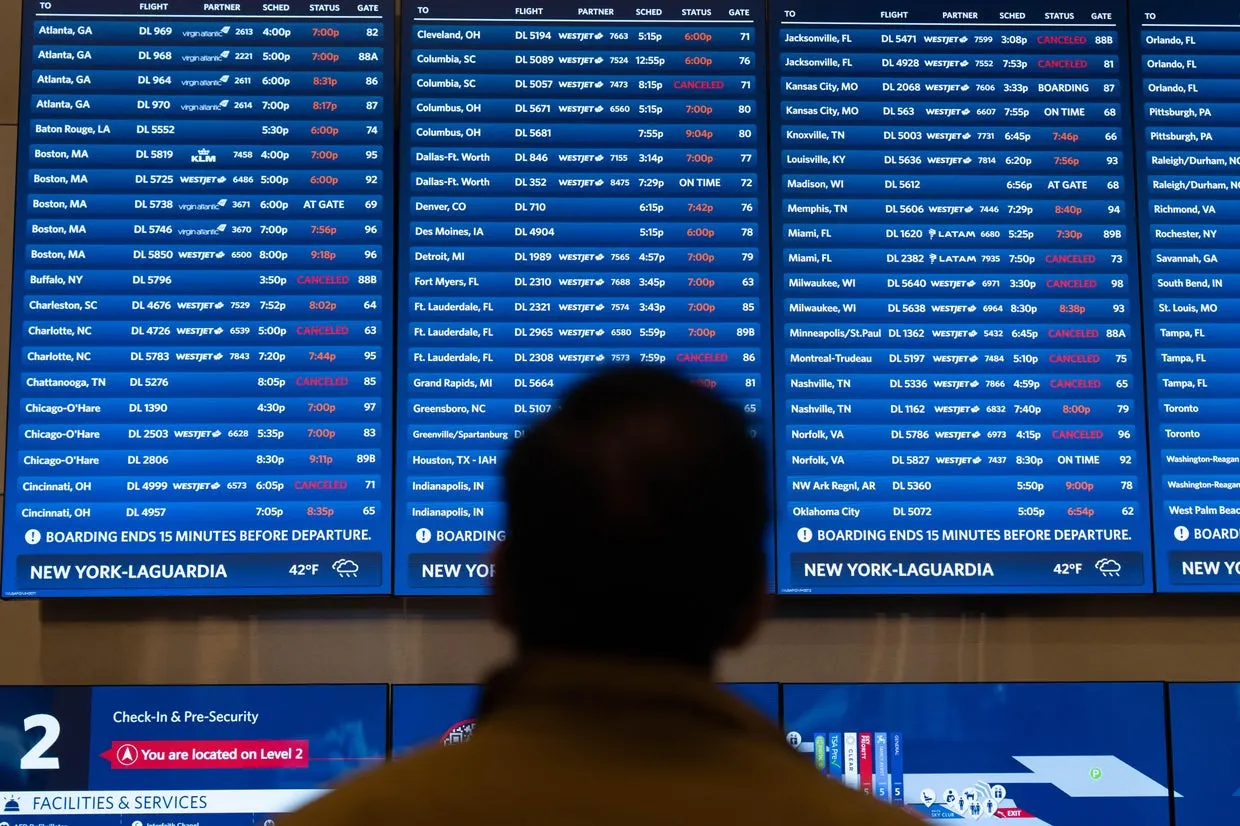 TO FLIGHT PARTNER SCHED STATUS GATE
Atlanta, GA DL 969 virgin atlantic 2613 4:00p 7:00p 82
Atlanta, GA DL 968 virgin atlantic 2221 5:00p 7:00p 88A
Atlanta, GA DL 964 virgin atlantic 2611 6:00p 8:31p 86
Atlanta, GA DL 970 virgin atlantic 2614 7:00p 8:17p 87
Baton Rouge, LA DL 5552 5:30p 6:00p 74
Boston, MA DL 5819 KLM 7458 4:00p 7:00p 95
Boston, MA DL 5725 WESTJET 6486 5:00p 6:00p 92
Boston, MA DL 5738 virgin atlantic 3671 6:00p AT GATE 69
Boston, MA DL 5746 virgin atlantic 3670 7:00p 7:56p 96
Boston, MA DL 5850 WESTJET 6500 8:00p 9:18p 96
Buffalo, NY DL 5796 3:50p CANCELED 88B
Charleston, SC DL 4676 WESTJET 7529 7:52p 8:02p 64
Charlotte, NC DL 4726 WESTJET 6539 5:00p CANCELED 63
Charlotte, NC DL 5783 WESTJET 7843 7:20p 7:44p 95
Chattanooga, TN DL 5276 8:05p CANCELED 85
Chicago-O'Hare DL 1390 4:30p 7:00p 97
Chicago-O'Hare DL 2503 WESTJET 6628 5:35p 7:00p 83
Chicago-O'Hare DL 2806 8:30p 9:11p 89B
Cincinnati, OH DL 4999 WESTJET 6573 6:05p CANCELED 71
Cincinnati, OH DL 4957 7:05p 8:35p 65
! BOARDING ENDS 15 MINUTES BEFORE DEPARTURE.
NEW YORK-LAGUARDIA 42°F
TO FLIGHT PARTNER SCHED STATUS GATE
Cleveland, OH DL 5194 WESTJET 7663 5:15p 6:00p 71
Columbia, SC DL 5089 WESTJET 7524 12:55p 6:00p 76
Columbia, SC DL 5057 WESTJET 7473 8:15p CANCELED 71
Columbus, OH DL 5671 WESTJET 6560 5:15p 7:00p 80
Columbus, OH DL 5681 7:55p 9:04p 80
Dallas-Ft. Worth DL 846 WESTJET 7155 3:14p 7:00p 77
Dallas-Ft. Worth DL 352 WESTJET 8475 7:29p ON TIME 72
Denver, CO DL 710 6:15p 7:42p 76
Des Moines, IA DL 4904 5:15p 6:00p 78
Detroit, MI DL 1989 WESTJET 7565 4:57p 7:00p 79
Fort Myers, FL DL 2310 WESTJET 7688 3:45p 7:00p 63
Ft. Lauderdale, FL DL 2321 WESTJET 7574 3:43p 7:00p 85
Ft. Lauderdale, FL DL 2965 WESTJET 6580 5:59p 7:00p 89B
Ft. Lauderdale, FL DL 2308 WESTJET 7573 7:59p CANCELED 86
Grand Rapids, MI DL 5664 81
Greensboro, NC DL 5107 65
Greenville/Spartanburg
Houston, TX - IAH
Indianapolis, IN
Indianapolis, IN
! BOARDING
NEW YOR
TO FLIGHT PARTNER SCHED STATUS GATE
Jacksonville, FL DL 5471 WESTJET 7599 3:08p CANCELED 88B
Jacksonville, FL DL 4928 WESTJET 7552 7:53p CANCELED 81
Kansas City, MO DL 2068 WESTJET 7606 3:33p BOARDING 87
Kansas City, MO DL 563 WESTJET 6607 7:55p ON TIME 68
Knoxville, TN DL 5003 WESTJET 7731 6:45p 7:46p 66
Louisville, KY DL 5636 WESTJET 7814 6:20p 7:56p 93
Madison, WI DL 5612 6:56p AT GATE 68
Memphis, TN DL 5606 WESTJET 7446 7:29p 8:40p 94
Miami, FL DL 1620 LATAM 6680 5:25p 7:30p 89B
Miami, FL DL 2382 LATAM 7935 7:50p CANCELED 73
Milwaukee, WI DL 5640 WESTJET 6971 3:30p CANCELED 98
Milwaukee, WI DL 5638 WESTJET 6964 8:30p 8:38p 93
Minneapolis/St.Paul DL 1362 WESTJET 5432 6:45p CANCELED 88A
Montreal-Trudeau DL 5197 WESTJET 7484 5:10p CANCELED 75
Nashville, TN DL 5336 WESTJET 7866 4:59p CANCELED 65
Nashville, TN DL 1162 WESTJET 6832 7:40p 8:00p 79
Norfolk, VA DL 5786 WESTJET 6973 4:15p CANCELED 96
Norfolk, VA DL 5827 WESTJET 7437 8:30p ON TIME 92
NW Ark Regnl, AR DL 5360 5:50p 9:00p 78
Oklahoma City DL 5072 5:05p 6:54p 62
! BOARDING ENDS 15 MINUTES BEFORE DEPARTURE.
NEW YORK-LAGUARDIA 42°F
TO
Orlando, FL
Orlando, FL
Orlando, FL
Pittsburgh, PA
Pittsburgh, PA
Raleigh/Durham, NC
Raleigh/Durham, NC
Richmond, VA
Rochester, NY
Savannah, GA
South Bend, IN
St. Louis, MO
Tampa, FL
Tampa, FL
Tampa, FL
Toronto
Toronto
Washington-Reagan
Washington-Reagan
West Palm Beac
! BOARD
NEW YO
2
Check-In & Pre-Security
You are located on Level 2
FACILITIES & SERVICES
Interfaith Chapel
TSA Pre✓
CLEAR
SKY PRIORITY
GENERAL
SKY CLUB
EXIT
P